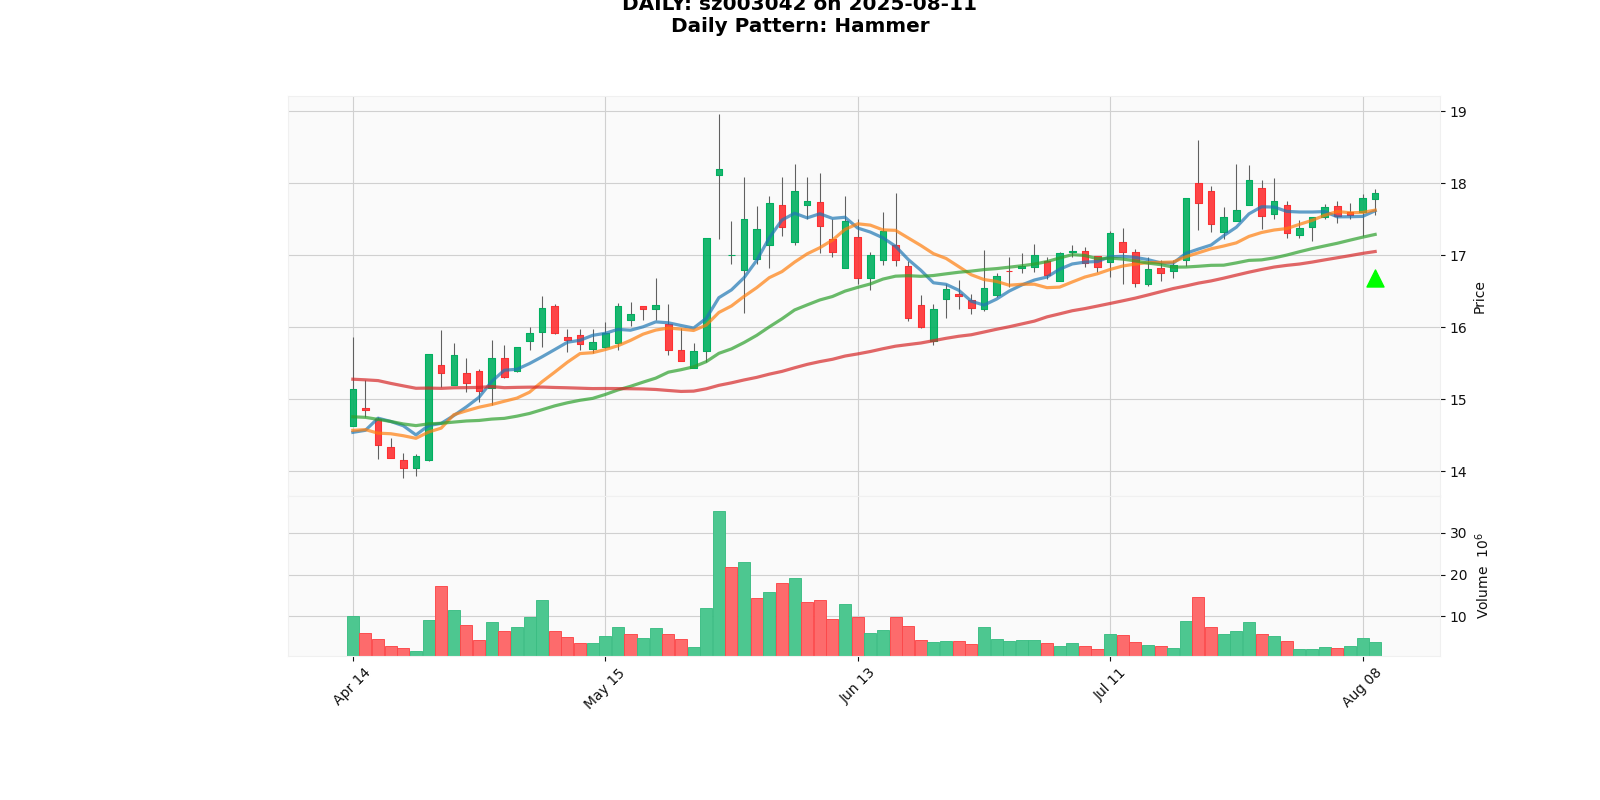 DAILY: sz003042 on 2025-08-11
Daily Pattern: Hammer
19
18
17
16
15
14
Price
30
20
10
Volume 10^6
Apr 14
May 15
Jun 13
Jul 11
Aug 08